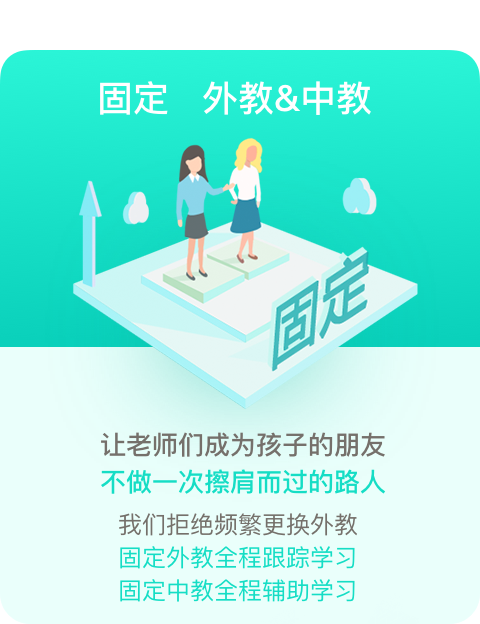 固定 外教&中教
固定
让老师们成为孩子的朋友
不做一次擦肩而过的路人
我们拒绝频繁更换外教
固定外教全程跟踪学习
固定中教全程辅助学习